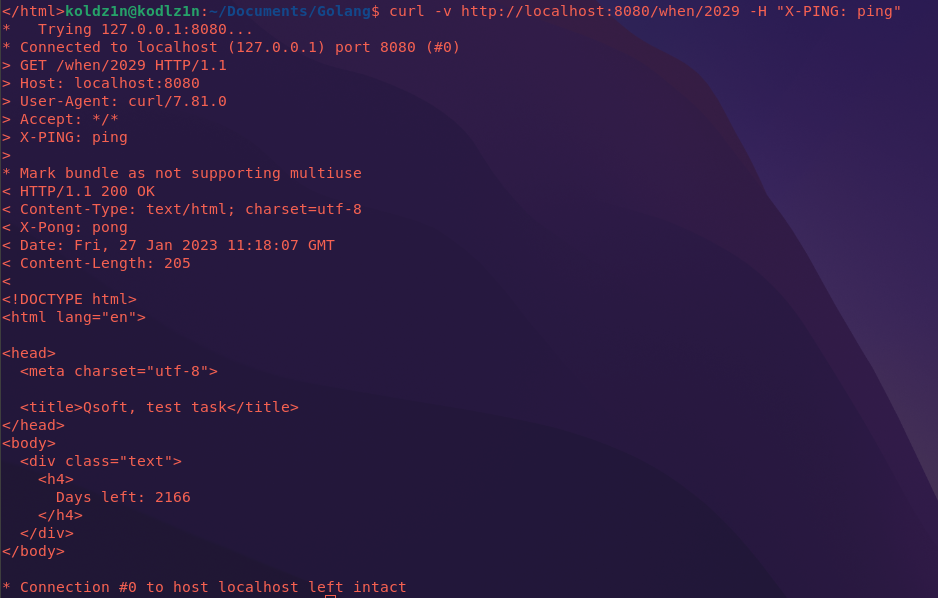 </html>koldz1n@kodlz1n:~/Documents/Golang$ curl -v http://localhost:8080/when/2029 -H "X-PING: ping"
*   Trying 127.0.0.1:8080...
* Connected to localhost (127.0.0.1) port 8080 (#0)
> GET /when/2029 HTTP/1.1
> Host: localhost:8080
> User-Agent: curl/7.81.0
> Accept: */*
> X-PING: ping
>
* Mark bundle as not supporting multiuse
< HTTP/1.1 200 OK
< Content-Type: text/html; charset=utf-8
< X-Pong: pong
< Date: Fri, 27 Jan 2023 11:18:07 GMT
< Content-Length: 205
<
<!DOCTYPE html>
<html lang="en">

<head>
  <meta charset="utf-8">

  <title>Qsoft, test task</title>
</head>
<body>
  <div class="text">
    <h4>
      Days left: 2166
    </h4>
  </div>
</body>

* Connection #0 to host localhost left intact